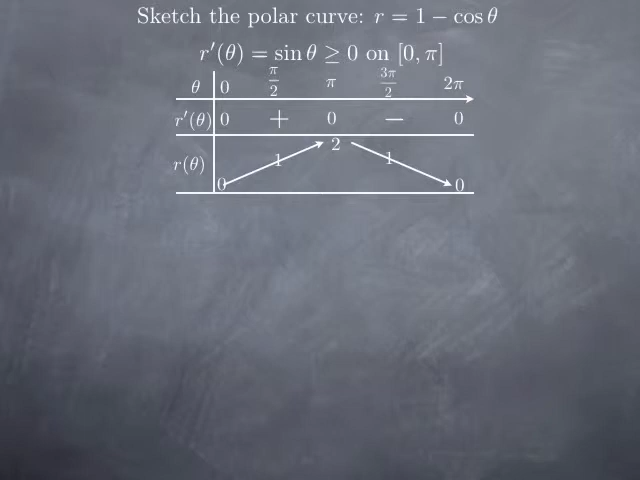 Sketch the polar curve: r = 1 − cos θ
r′(θ) = sin θ ≥ 0 on [0, π]
θ 0 π/2 π 3π/2 2π
r′(θ) 0 + 0 − 0
r(θ) 0 1 2 1 0